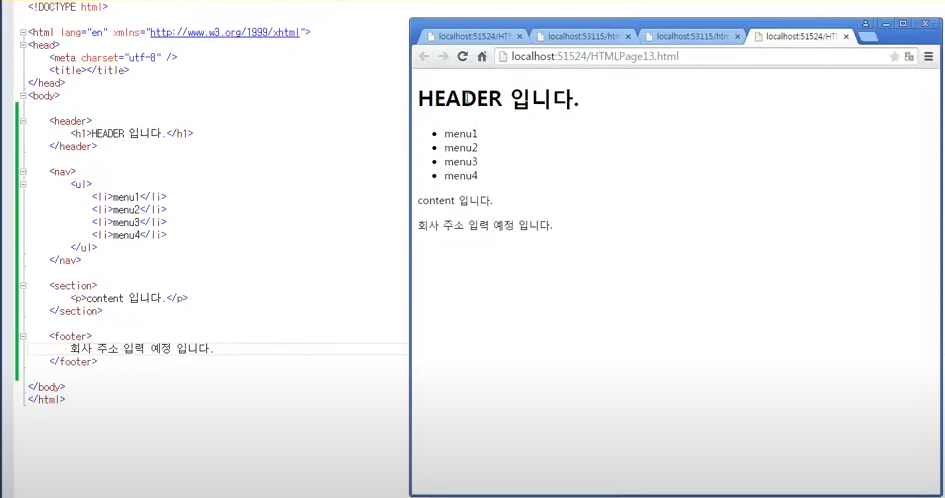 <!DOCTYPE html>
<html lang="en" xmlns="http://www.w3.org/1999/xhtml">
<head>
<meta charset="utf-8" />
<title></title>
</head>
<body>
<header>
<h1>HEADER 입니다.</h1>
</header>
<nav>
<ul>
<li>menu1</li>
<li>menu2</li>
<li>menu3</li>
<li>menu4</li>
</ul>
</nav>
<section>
<p>content 입니다.</p>
</section>
<footer>
회사 주소 입력 예정 입니다.
</footer>
</body>
</html>
localhost:51524/HTM
localhost:53115/htm
localhost:53115/htm
localhost:51524/HTM
localhost:51524/HTMLPage13.html
HEADER 입니다.
menu1
menu2
menu3
menu4
content 입니다.
회사 주소 입력 예정 입니다.